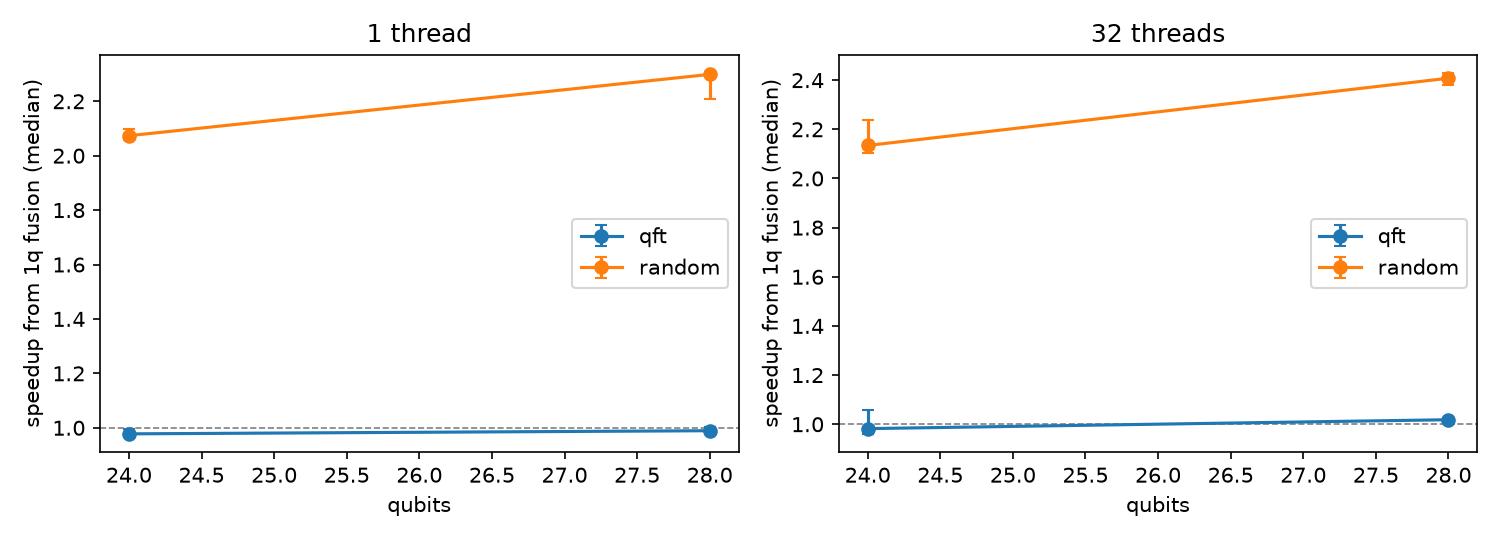 1 thread
speedup from 1q fusion (median)
2.2
2.0
1.8
1.6
1.4
1.2
1.0
24.0 24.5 25.0 25.5 26.0 26.5 27.0 27.5 28.0
qubits
qft
random
32 threads
speedup from 1q fusion (median)
2.4
2.2
2.0
1.8
1.6
1.4
1.2
1.0
24.0 24.5 25.0 25.5 26.0 26.5 27.0 27.5 28.0
qubits
qft
random